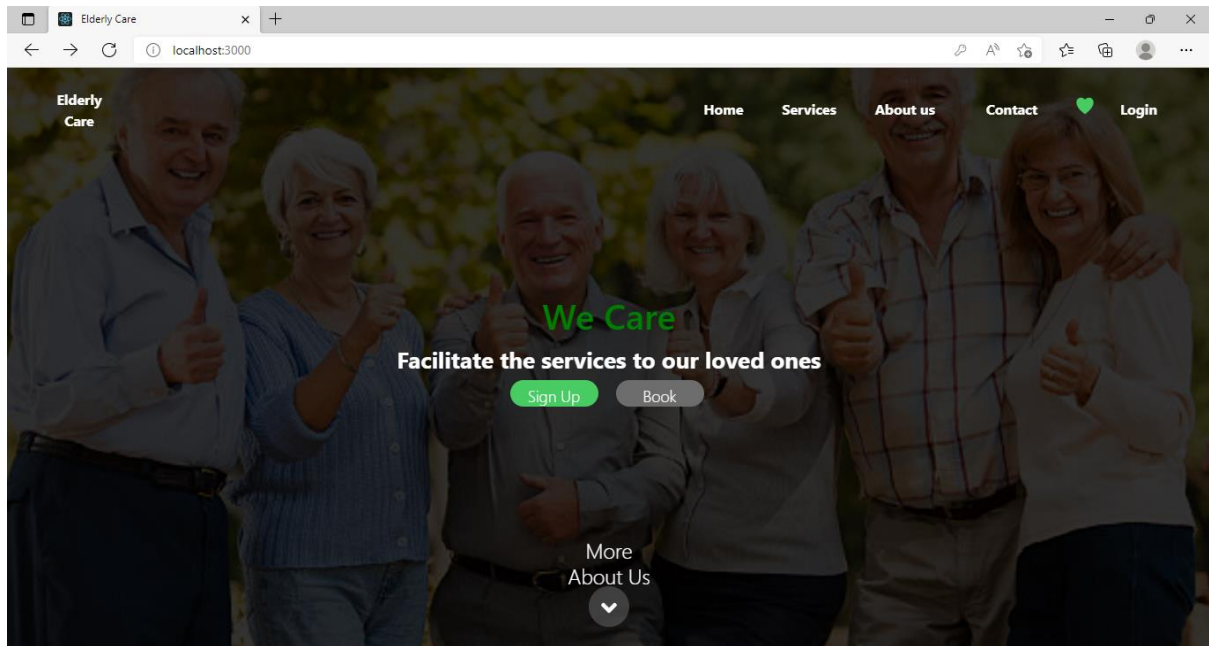 Elderly Care
localhost:3000
Elderly
Care
Home Services About us Contact Login
We Care
Facilitate the services to our loved ones
Sign Up Book
More
About Us